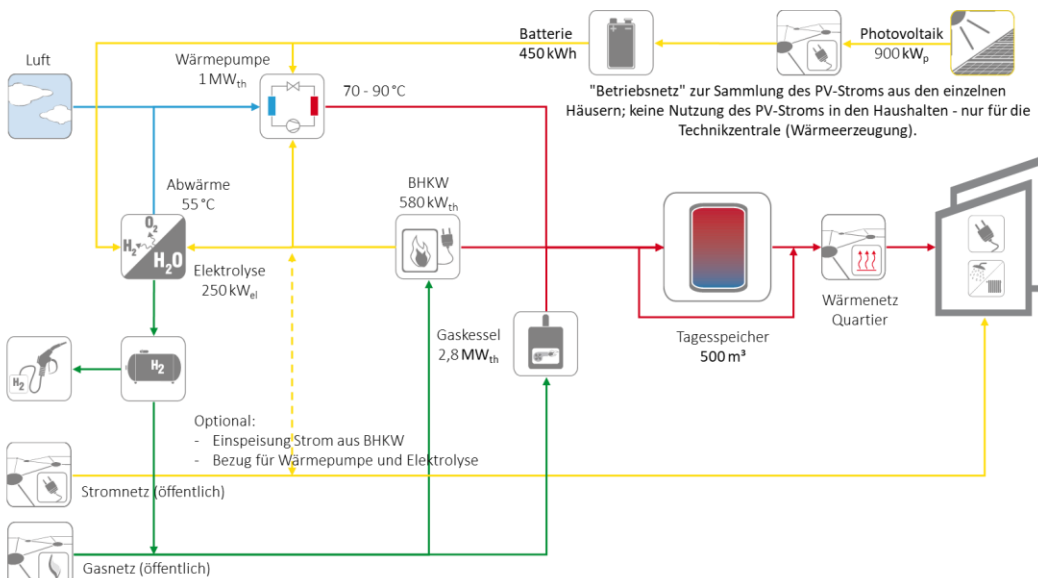 Luft
Wärmepumpe
1 MWth
70 - 90 °C
Batterie
450 kWh
Photovoltaik
900 kWp
"Betriebsnetz" zur Sammlung des PV-Stroms aus den einzelnen
Häusern; keine Nutzung des PV-Stroms in den Haushalten - nur für die
Technikzentrale (Wärmeerzeugung).
Abwärme
55 °C
O2
H2
H2O
Elektrolyse
250 kWel
BHKW
580 kWth
Wärmenetz
Quartier
Gaskessel
2,8 MWth
Tagesspeicher
500 m³
H2
H2
Optional:
- Einspeisung Strom aus BHKW
- Bezug für Wärmepumpe und Elektrolyse
Stromnetz (öffentlich)
Gasnetz (öffentlich)